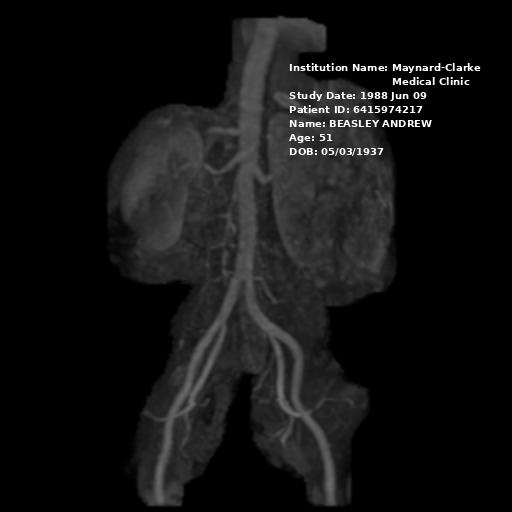 Institution Name: Maynard-Clarke
Medical Clinic
Study Date: 1988 Jun 09
Patient ID: 6415974217
Name: BEASLEY ANDREW
Age: 51
DOB: 05/03/1937